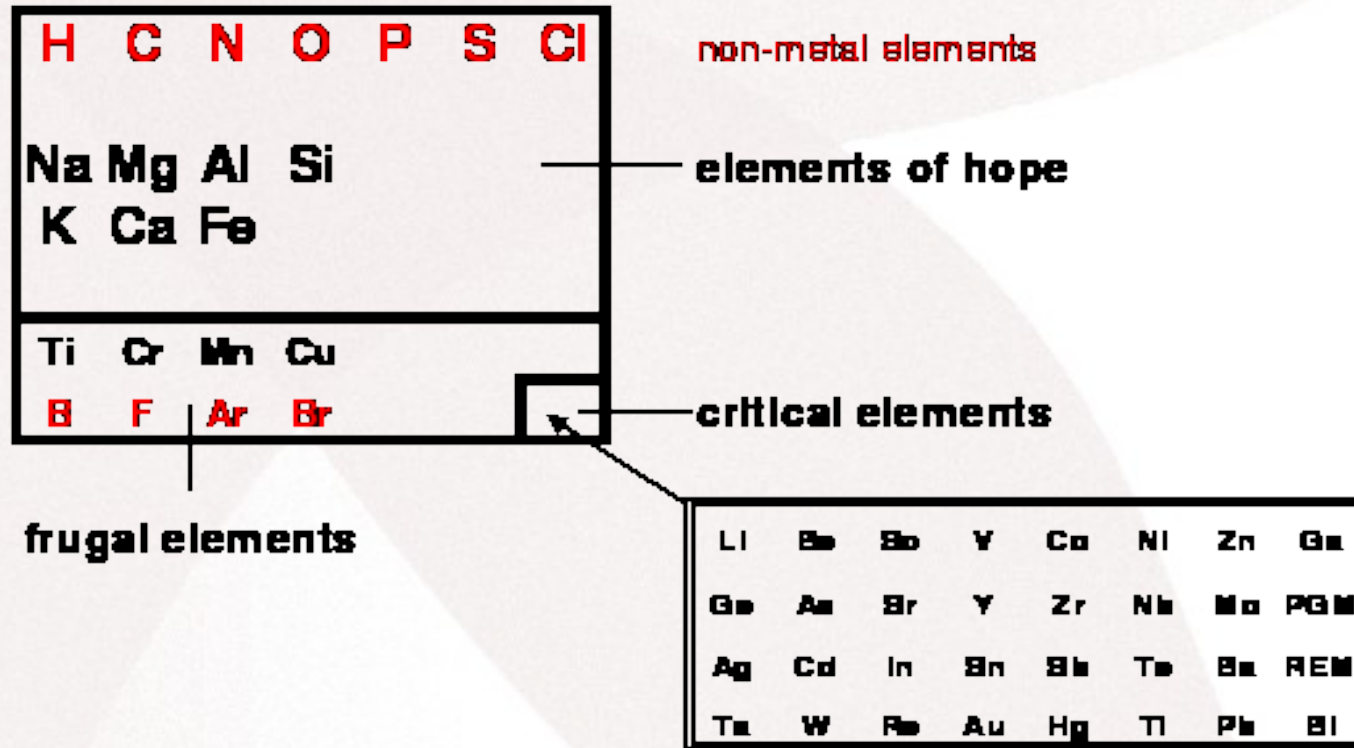 H C N O P S Cl
non-metal elements
Na Mg Al Si
elements of hope
K Ca Fe
Ti Cr Mn Cu
B F Ar Br
critical elements
frugal elements
Li Be Sc V Co Ni Zn Ga
Ge As Sr Y Zr Nb Mo PGM
Ag Cd In Sn Sb Te Ba REM
Ta W Re Au Hg Tl Pb Bi